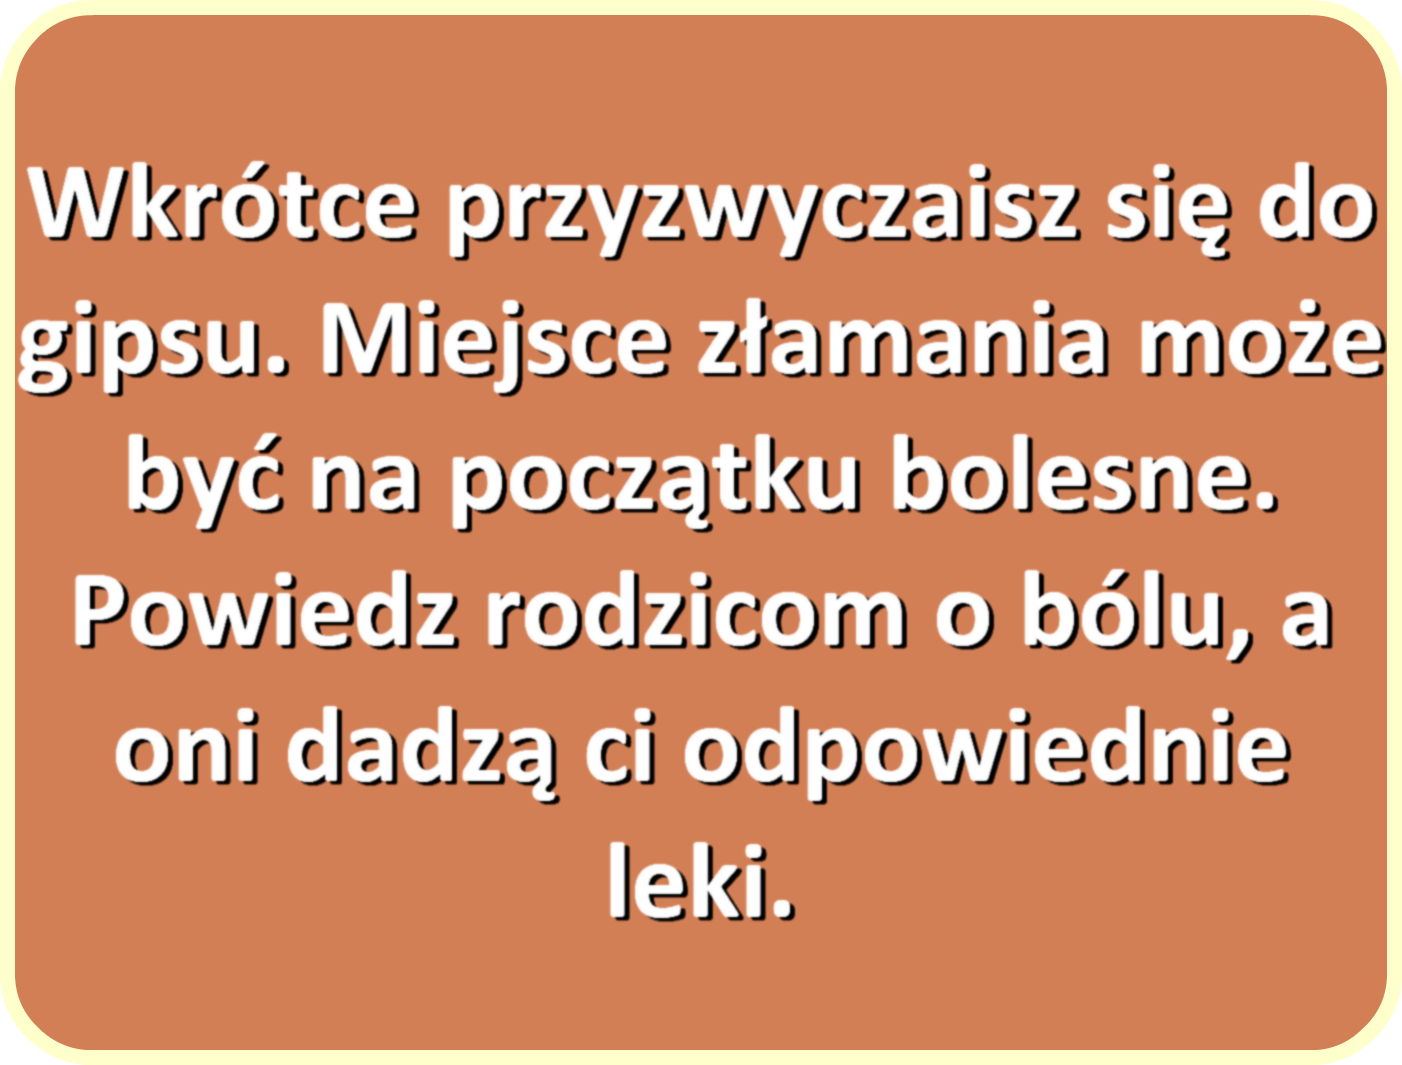 Wkrótce przyzwyczaisz się do
gipsu. Miejsce złamania może
być na początku bolesne.
Powiedz rodzicom o bólu, a
oni dadzą ci odpowiednie
leki.